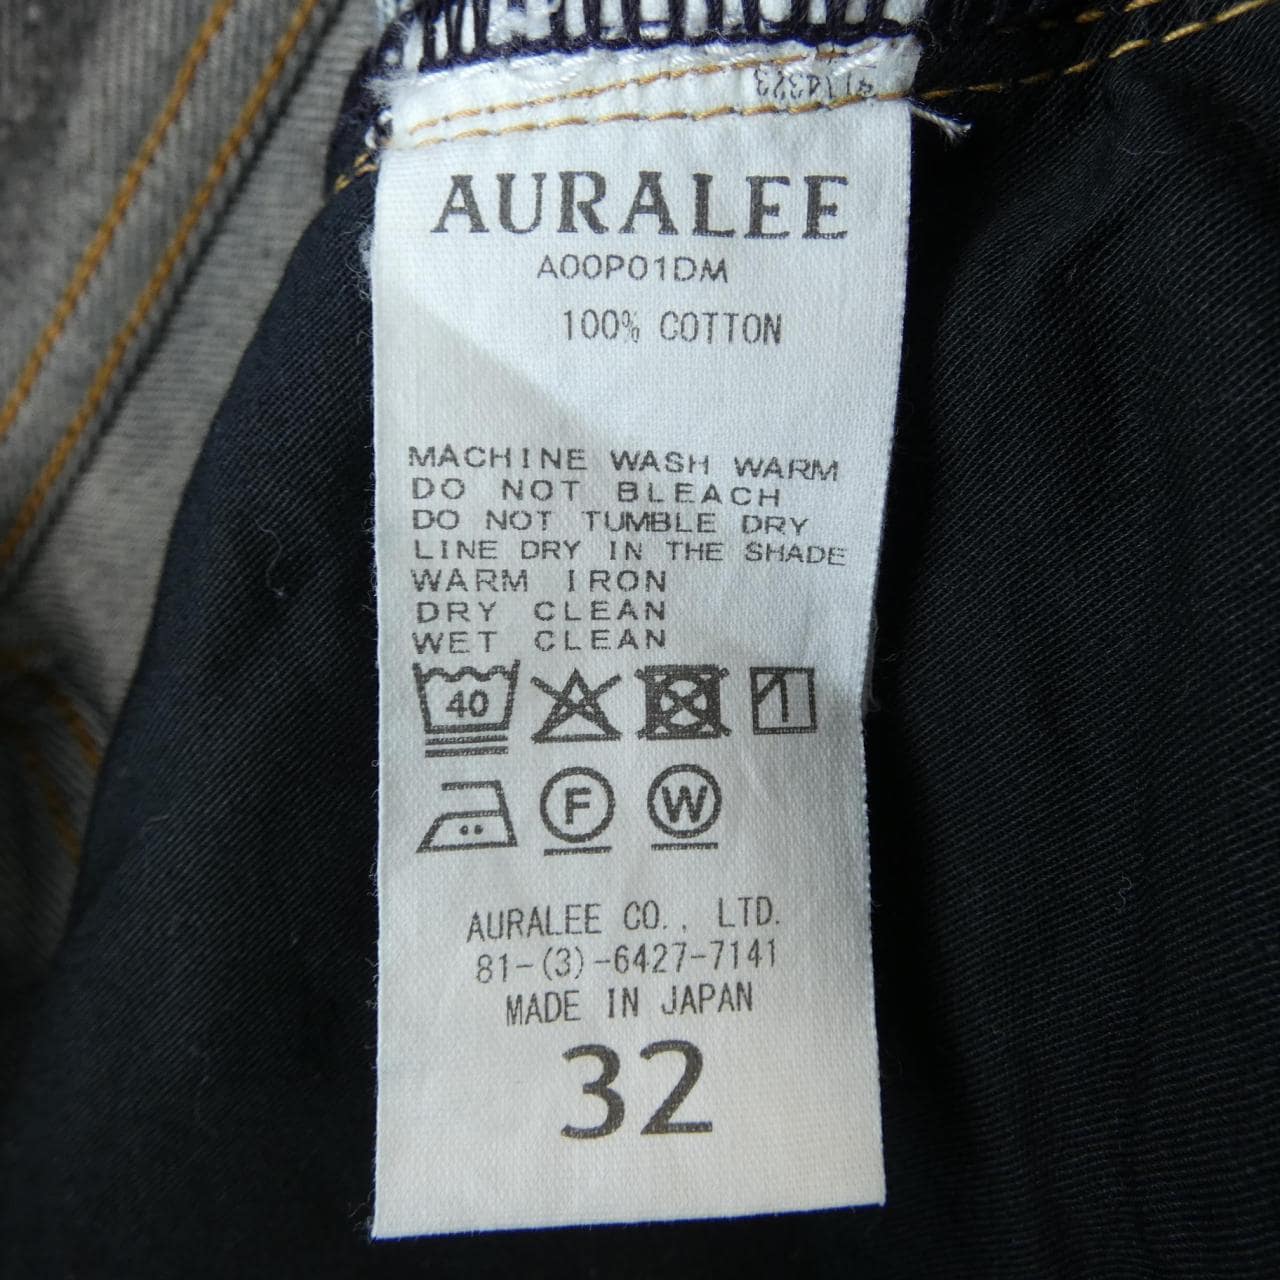 AURALEE
A00P01DM
100% COTTON
MACHINE WASH WARM
DO NOT BLEACH
DO NOT TUMBLE DRY
LINE DRY IN THE SHADE
WARM IRON
DRY CLEAN
WET CLEAN
40
F W
AURALEE CO., LTD.
81-(3)-6427-7141
MADE IN JAPAN
32